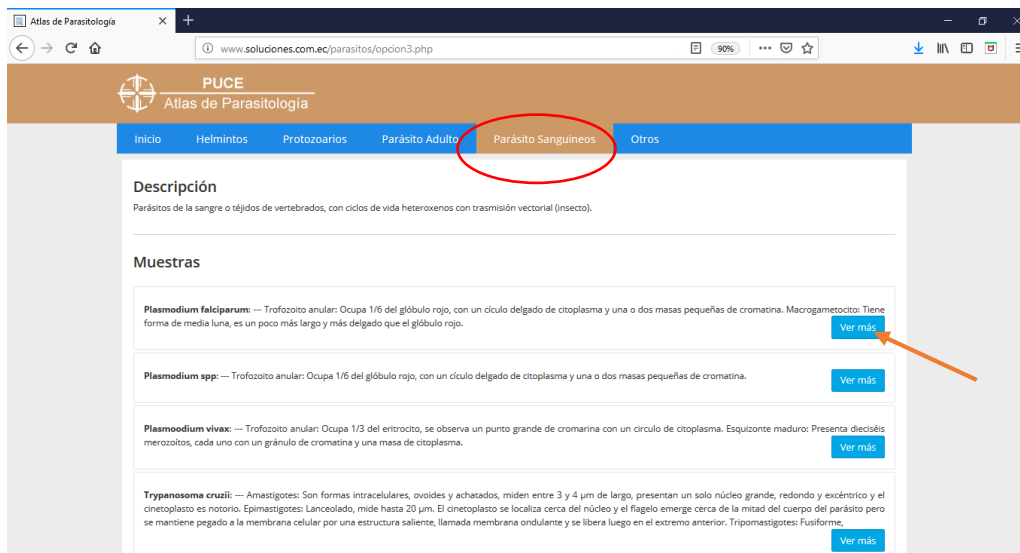 Atlas de Parasitología
www.soluciones.com.ec/parasitos/opcion3.php
90%
PUCE
Atlas de Parasitología
Inicio Helmintos Protozoarios Parásito Adulto Parásito Sanguineos Otros
Descripción
Parásitos de la sangre o téjidos de vertebrados, con ciclos de vida heteroxenos con trasmisión vectorial (insecto).
Muestras
Plasmodium falciparum: --- Trofozoito anular: Ocupa 1/6 del glóbulo rojo, con un cículo delgado de citoplasma y una o dos masas pequeñas de cromatina. Macrogametocito: Tiene
forma de media luna, es un poco más largo y más delgado que el glóbulo rojo.
Ver más
Plasmodium spp: --- Trofozoito anular: Ocupa 1/6 del glóbulo rojo, con un cículo delgado de citoplasma y una o dos masas pequeñas de cromatina.
Ver más
Plasmoodium vivax: --- Trofozoito anular: Ocupa 1/3 del eritrocito, se observa un punto grande de cromarina con un circulo de citoplasma. Esquizonte maduro: Presenta dieciséis
merozoítos, cada uno con un gránulo de cromatina y una masa de citoplasma.
Ver más
Trypanosoma cruzii: --- Amastigotes: Son formas intracelulares, ovoides y achatados, miden entre 3 y 4 µm de largo, presentan un solo núcleo grande, redondo y excéntrico y el
cinetoplasto es notorio. Epimastigotes: Lanceolado, mide hasta 20 µm. El cinetoplasto se localiza cerca del núcleo y el flagelo emerge cerca de la mitad del cuerpo del parásito pero
se mantiene pegado a la membrana celular por una estructura saliente, llamada membrana ondulante y se libera luego en el extremo anterior. Tripomastigotes: Fusiforme,
Ver más